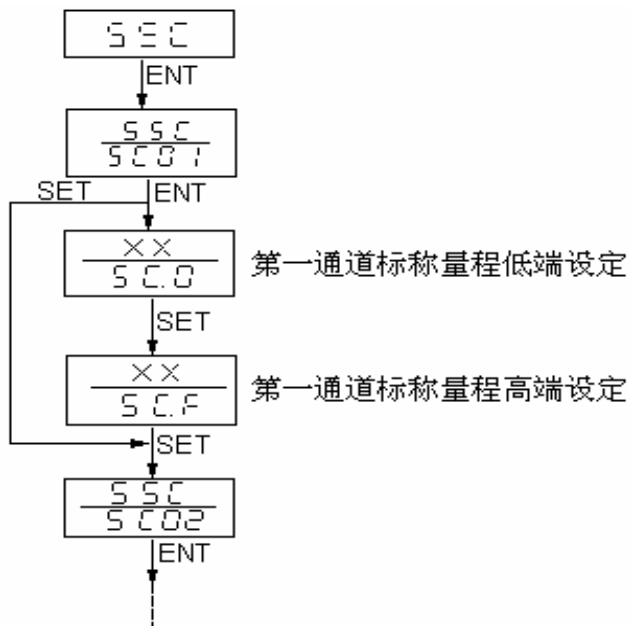 SSC
ENT
SSC
SC01
SET ENT
XX
SC.0 第一通道标称量程低端设定
SET
XX
SC.F 第一通道标称量程高端设定
SET
SSC
SC02
ENT